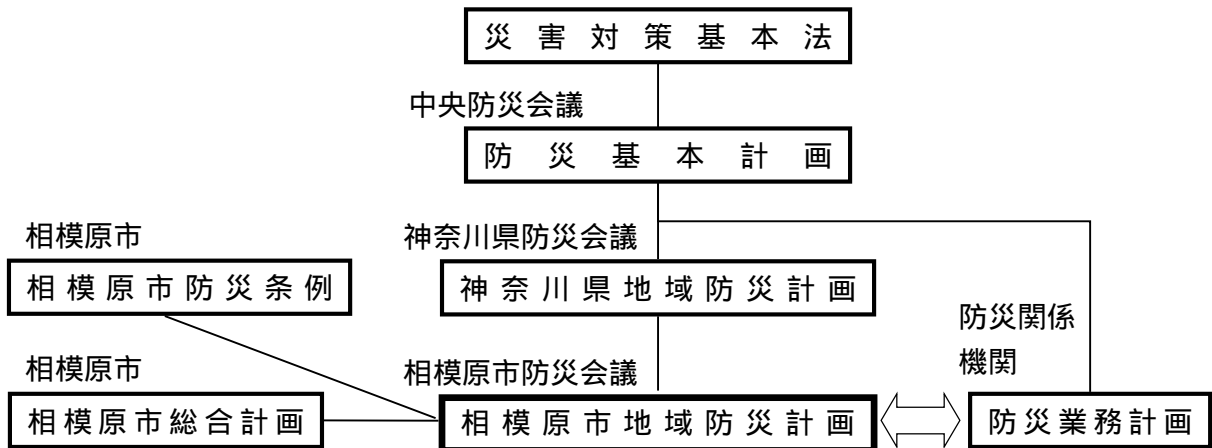 災害対策基本法
中央防災会議
防災基本計画
相模原市
神奈川県防災会議
相模原市防災条例
神奈川県地域防災計画
防災関係
機関
相模原市
相模原市防災会議
相模原市総合計画
相模原市地域防災計画
防災業務計画